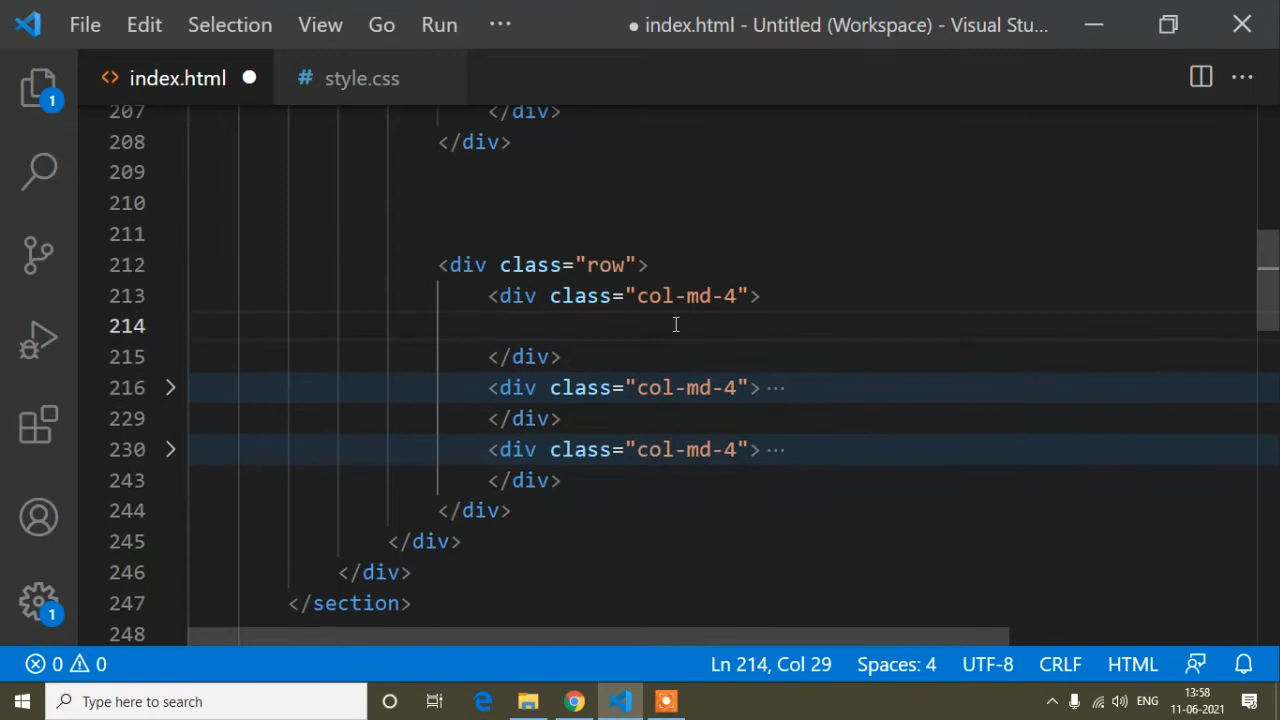 File Edit Selection View Go Run ··· ● index.html - Untitled (Workspace) - Visual Stu...
index.html # style.css ···
1
207 </div>
208 </div>
209
210
211
212 <div class="row">
213 <div class="col-md-4">
214
215 </div>
216 <div class="col-md-4"> ···
229 </div>
230 <div class="col-md-4"> ···
243 </div>
244 </div>
245 </div>
246 </div>
247 </section>
248
1
0 0 Ln 214, Col 29 Spaces: 4 UTF-8 CRLF HTML
Type here to search ENG 13:58
11-06-2021